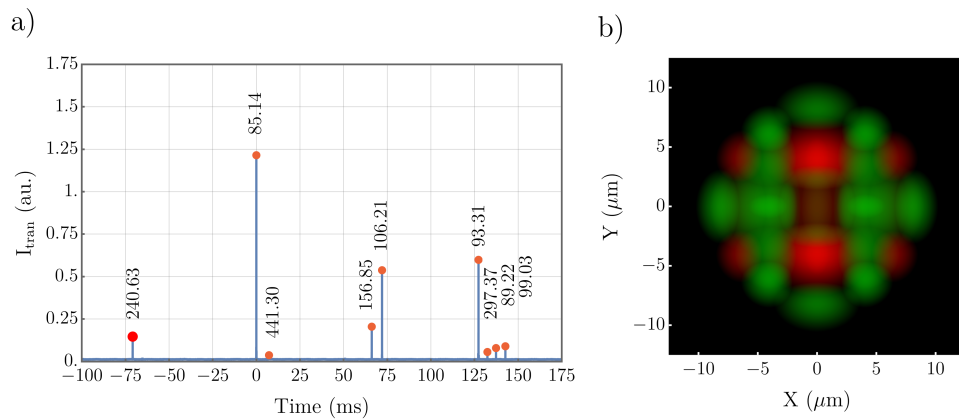 a)
I_tran (au.)
1.75
1.5
1.25
1.
0.75
0.5
0.25
0.
240.63
85.14
441.30
156.85
106.21
93.31
297.37
89.22
99.03
−100 −75 −50 −25 0 25 50 75 100 125 150 175
Time (ms)
b)
Y (μm)
10
5
0
−5
−10
−10 −5 0 5 10
X (μm)